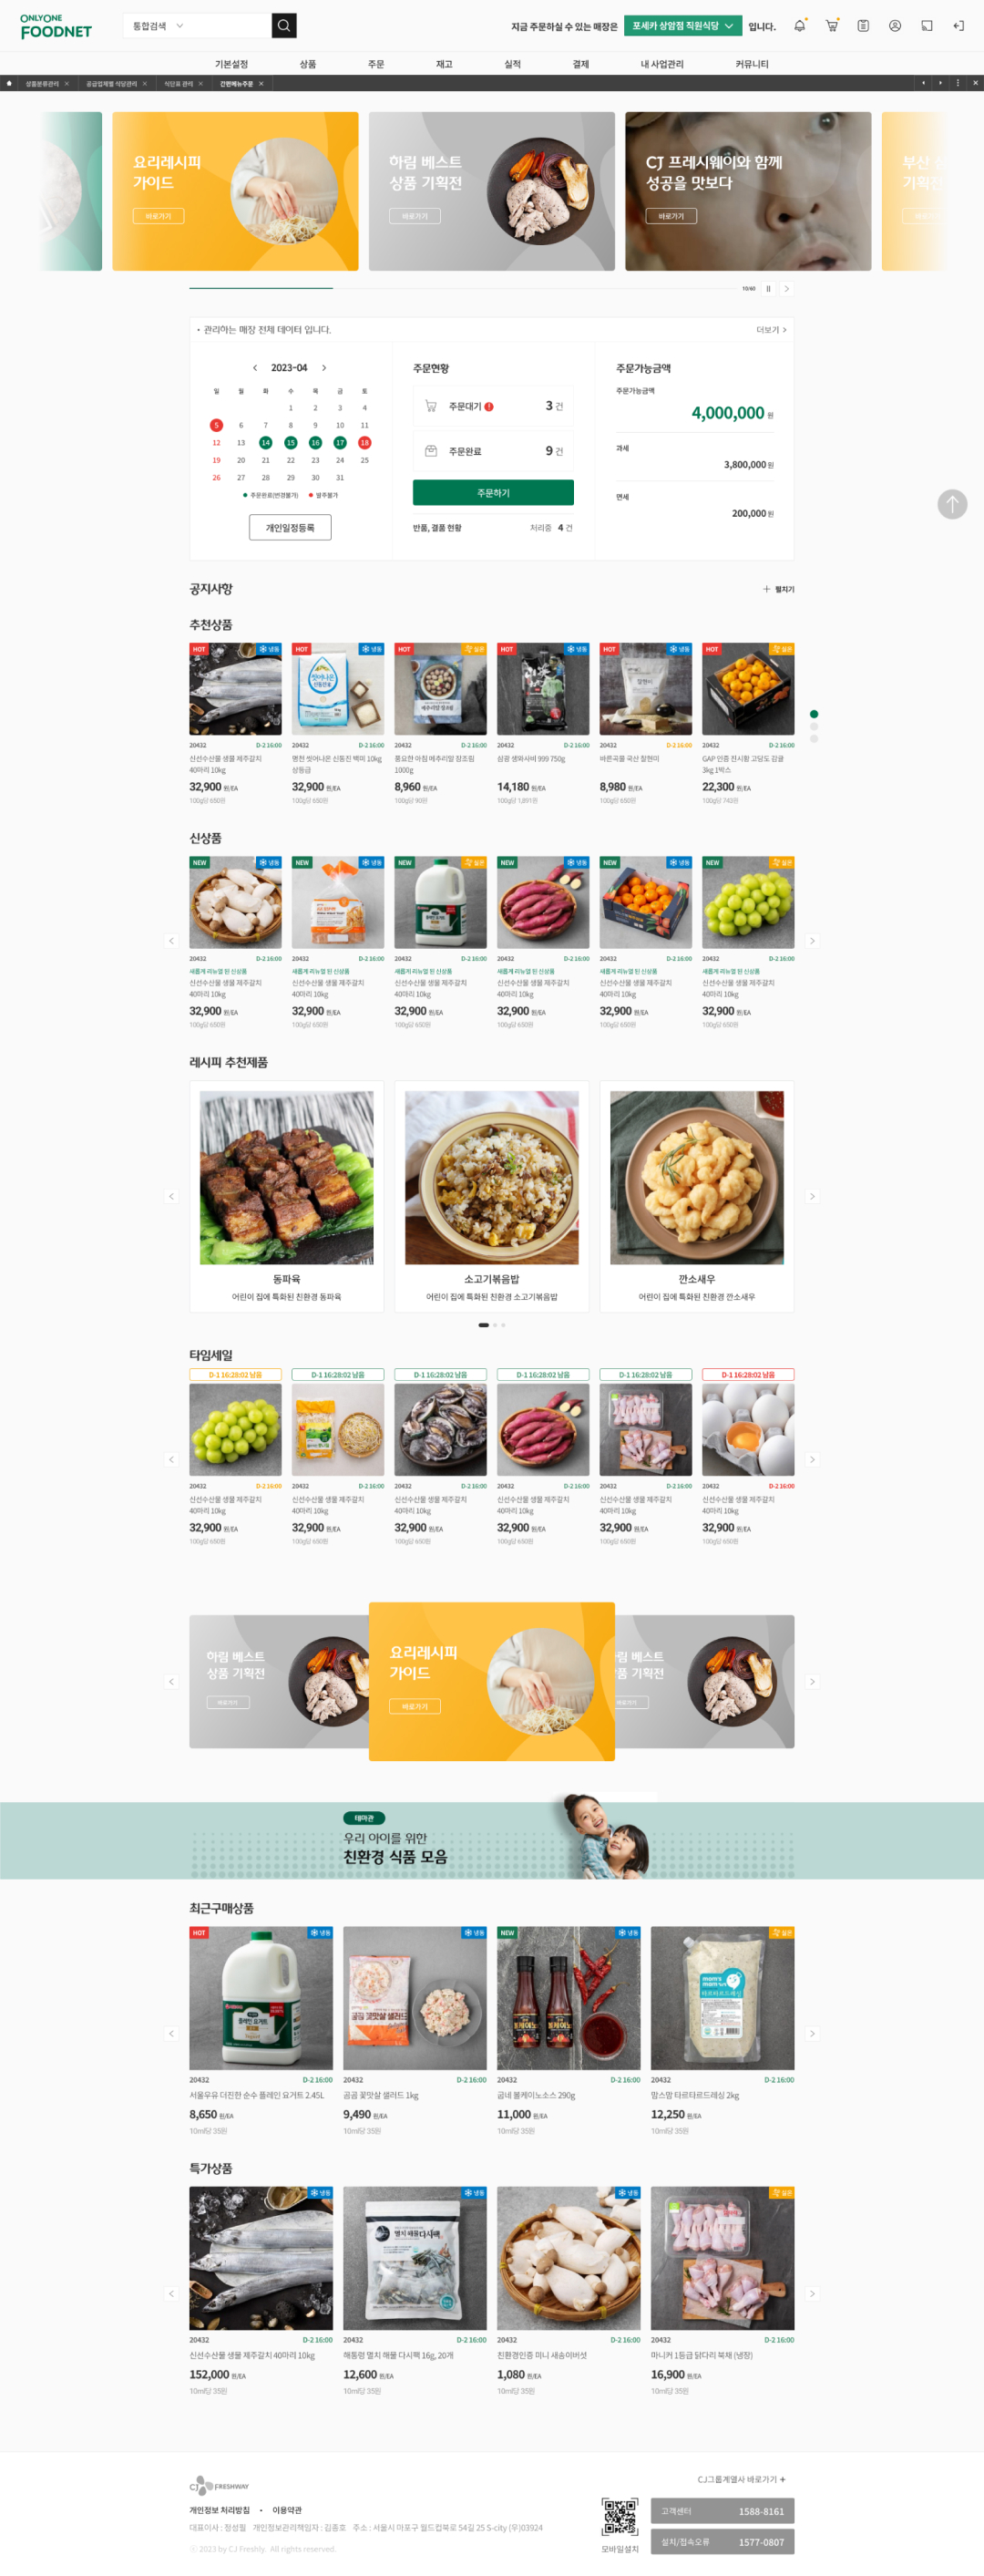 ONLYONE
FOODNET
통합검색
지금 주문하실 수 있는 매장은 포세카 상암점 직원식당 입니다.
기본설정 상품 주문 재고 실적 결제 내 사업관리 커뮤니티
상품분류관리 공급업체별 식당관리 식단표 관리 간편메뉴주문
요리레시피
가이드
바로가기
하림 베스트
상품 기획전
바로가기
CJ 프레시웨이와 함께
성공을 맛보다
바로가기
부산
기획전
10/60
• 관리하는 매장 전체 데이터 입니다.
더보기
2023-04
일 월 화 수 목 금 토
1 2 3 4
5 6 7 8 9 10 11
12 13 14 15 16 17 18
19 20 21 22 23 24 25
26 27 28 29 30 31
주문완료(변경불가) 발주불가
개인일정등록
주문현황
주문대기 3 건
주문완료 9 건
주문하기
반품, 결품 현황 처리중 4 건
주문가능금액
주문가능금액
4,000,000 원
과세
3,800,000 원
면세
200,000 원
공지사항
펼치기
추천상품
HOT 냉동 HOT 냉동 HOT 실온 HOT 냉동 HOT 냉동 HOT 실온
20432 D-2 16:00 20432 D-2 16:00 20432 D-2 16:00 20432 D-2 16:00 20432 D-2 16:00 20432 D-2 16:00
신선수산물 생물 제주갈치
40마리 10kg
32,900 원/EA
100g당 650원
명천 씻어나온 신동진 백미 10kg
상등급
32,900 원/EA
100g당 650원
풍요한 아침 메추리알 장조림
1000g
8,960 원/EA
100g당 90원
삼광 생와사비 999 750g
14,180 원/EA
100g당 1391원
바른곡물 국산 찰현미
8,980 원/EA
100g당 650원
GAP 인증 진시황 고당도 감귤
3kg 1박스
22,300 원/EA
100g당 743원
신상품
NEW 냉동 NEW 냉동 NEW 실온 NEW 냉동 NEW 냉동 NEW 실온
20432 D-2 16:00 20432 D-2 16:00 20432 D-2 16:00 20432 D-2 16:00 20432 D-2 16:00 20432 D-2 16:00
새롭게 리뉴얼 된 신상품 새롭게 리뉴얼 된 신상품 새롭게 리뉴얼 된 신상품 새롭게 리뉴얼 된 신상품 새롭게 리뉴얼 된 신상품 새롭게 리뉴얼 된 신상품
신선수산물 생물 제주갈치 신선수산물 생물 제주갈치 신선수산물 생물 제주갈치 신선수산물 생물 제주갈치 신선수산물 생물 제주갈치 신선수산물 생물 제주갈치
40마리 10kg 40마리 10kg 40마리 10kg 40마리 10kg 40마리 10kg 40마리 10kg
32,900 원/EA 32,900 원/EA 32,900 원/EA 32,900 원/EA 32,900 원/EA 32,900 원/EA
100g당 650원 100g당 650원 100g당 650원 100g당 650원 100g당 650원 100g당 650원
레시피 추천제품
동파육
어린이 집에 특화된 친환경 동파육
소고기볶음밥
어린이 집에 특화된 친환경 소고기볶음밥
깐소새우
어린이 집에 특화된 친환경 깐소새우
타임세일
D-1 16:28:02 남음 D-1 16:28:02 남음 D-1 16:28:02 남음 D-1 16:28:02 남음 D-1 16:28:02 남음 D-1 16:28:02 남음
20432 D-2 16:00 20432 D-2 16:00 20432 D-2 16:00 20432 D-2 16:00 20432 D-2 16:00 20432 D-2 16:00
신선수산물 생물 제주갈치 신선수산물 생물 제주갈치 신선수산물 생물 제주갈치 신선수산물 생물 제주갈치 신선수산물 생물 제주갈치 신선수산물 생물 제주갈치
40마리 10kg 40마리 10kg 40마리 10kg 40마리 10kg 40마리 10kg 40마리 10kg
32,900 원/EA 32,900 원/EA 32,900 원/EA 32,900 원/EA 32,900 원/EA 32,900 원/EA
100g당 650원 100g당 650원 100g당 650원 100g당 650원 100g당 650원 100g당 650원
하림 베스트
상품 기획전
바로가기
요리레시피
가이드
바로가기
림 베스트
품 기획전
바로가기
테마관
우리 아이를 위한
친환경 식품 모음
최근구매상품
HOT 냉동 냉동 NEW 냉동 실온
20432 D-2 16:00 20432 D-2 16:00 20432 D-2 16:00 20432 D-2 16:00
서울우유 더진한 순수 플레인 요거트 2.45L
8,650 원/EA
10ml당 35원
곰곰 꽃맛살 샐러드 1kg
9,490 원/EA
10ml당 35원
굽네 볼케이노소스 290g
11,000 원/EA
10ml당 35원
맘스맘 타르타르드레싱 2kg
12,250 원/EA
10ml당 35원
특가상품
냉동 냉동 냉동 실온
20432 D-2 16:00 20432 D-2 16:00 20432 D-2 16:00 20432 D-2 16:00
신선수산물 생물 제주갈치 40마리 10kg
152,000 원/EA
10ml당 35원
해통령 멸치 해물 다시팩 16g, 20개
12,600 원/EA
10ml당 35원
친환경인증 미니 새송이버섯
1,080 원/EA
10ml당 35원
마니커 1등급 닭다리 북채 (냉장)
16,900 원/EA
10ml당 35원
CJ FRESHWAY
개인정보 처리방침 • 이용약관
대표이사 : 정성필 개인정보관리책임자 : 김종호 주소 : 서울시 마포구 월드컵북로 54길 25 S-city (우)03924
ⓒ 2023 by CJ Freshly. All rights reserved.
모바일설치
CJ그룹계열사 바로가기 +
고객센터 1588-8161
설치/접속오류 1577-0807